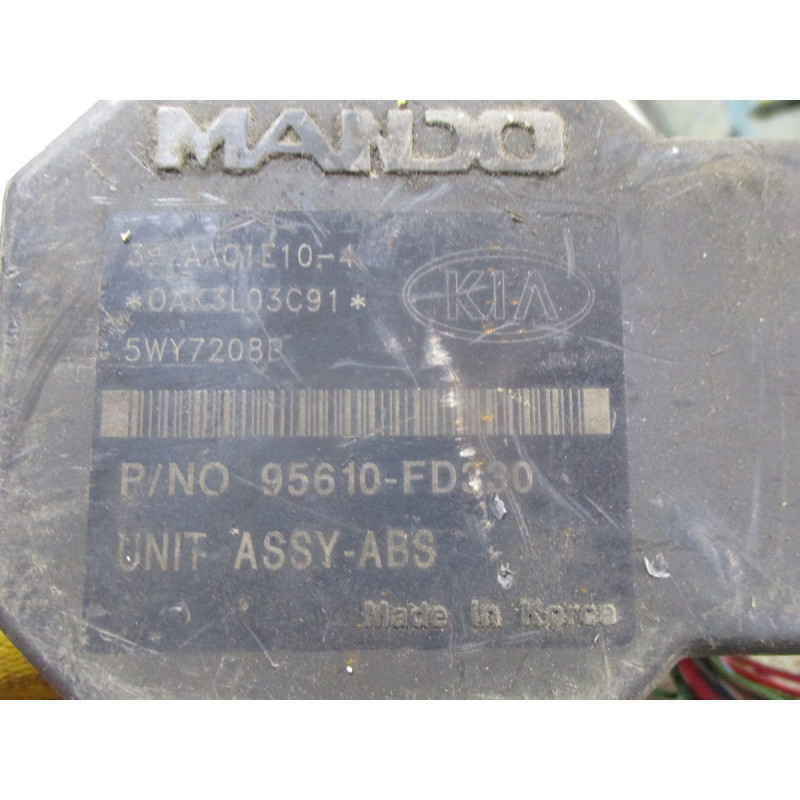 MANDO
KIA
*0AK3L03C91*
5WY7208B
P/NO 95610-FD330
UNIT ASSY-ABS
Made in Korea